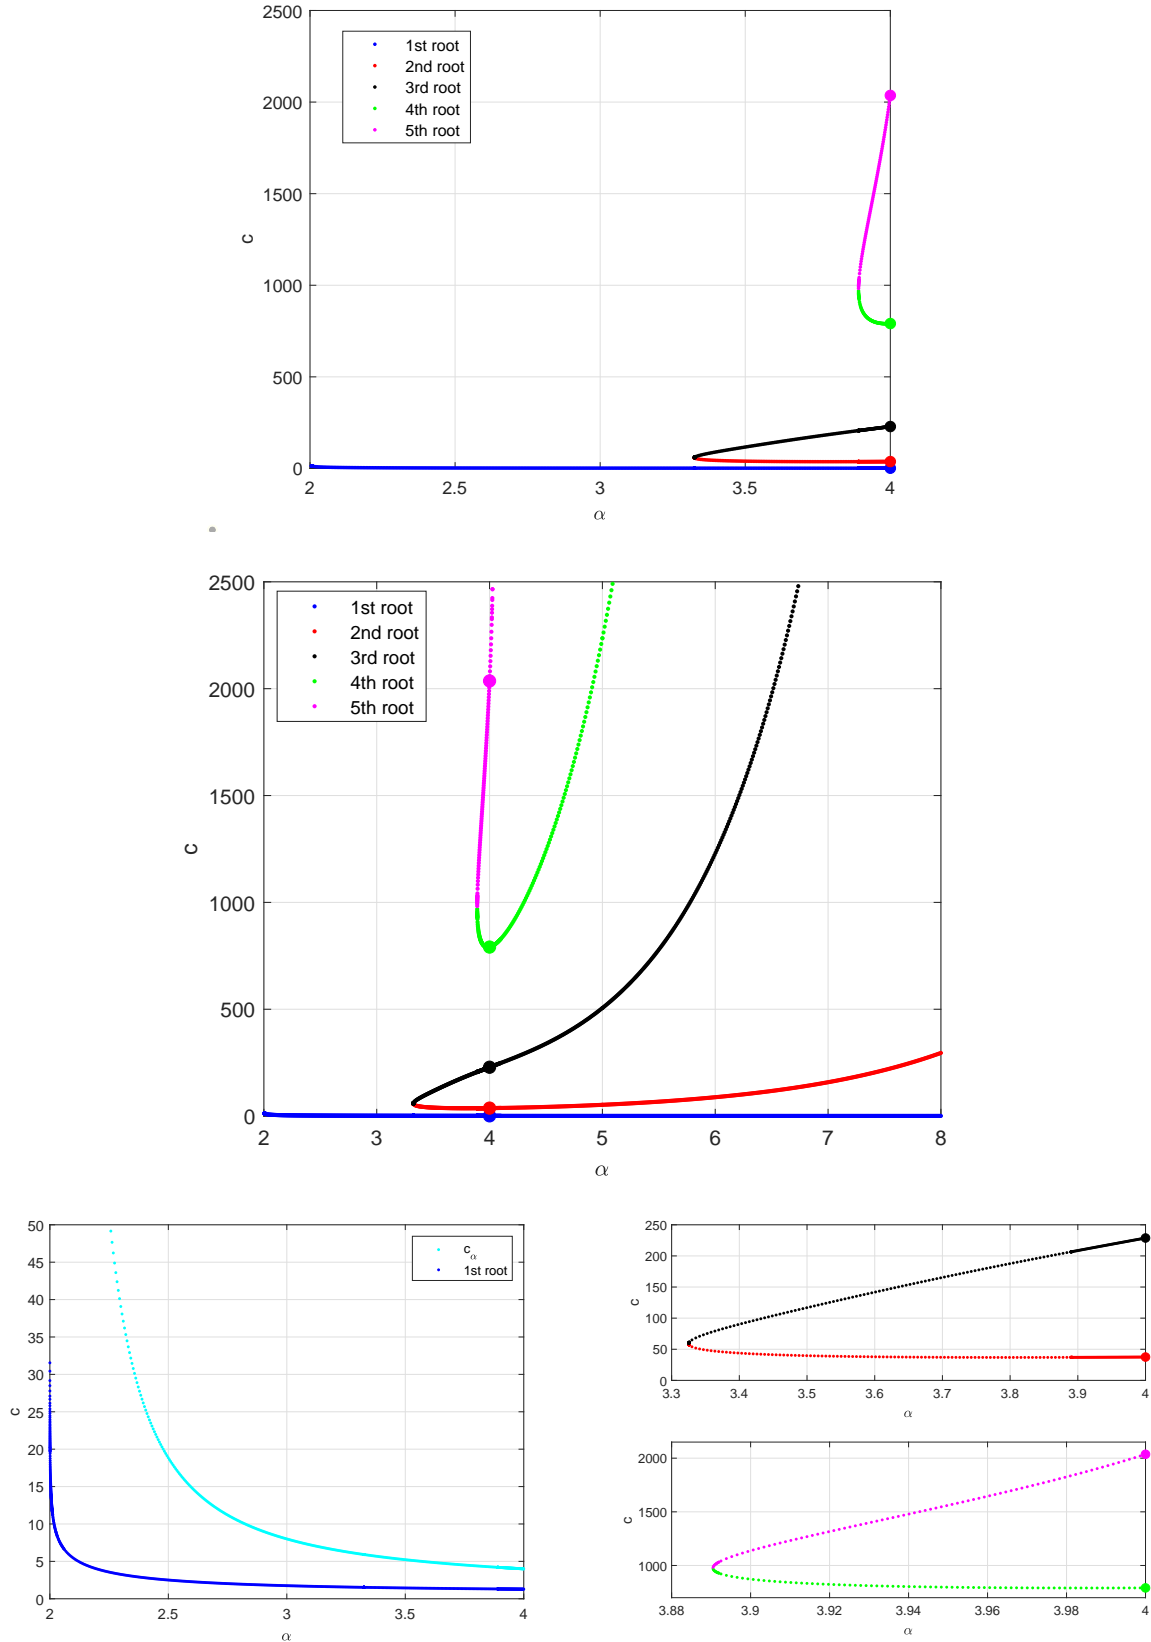 2500
2000
1500
1000
500
0
c
1st root
2nd root
3rd root
4th root
5th root
2 2.5 3 3.5 4
α
2500
2000
1500
1000
500
0
c
1st root
2nd root
3rd root
4th root
5th root
2 3 4 5 6 7 8
α
50
45
40
35
30
25
20
15
10
5
0
c
cα
1st root
2 2.5 3 3.5 4
α
250
200
150
100
50
0
c
3.3 3.4 3.5 3.6 3.7 3.8 3.9 4
α
2000
1500
1000
c
3.88 3.9 3.92 3.94 3.96 3.98 4
α